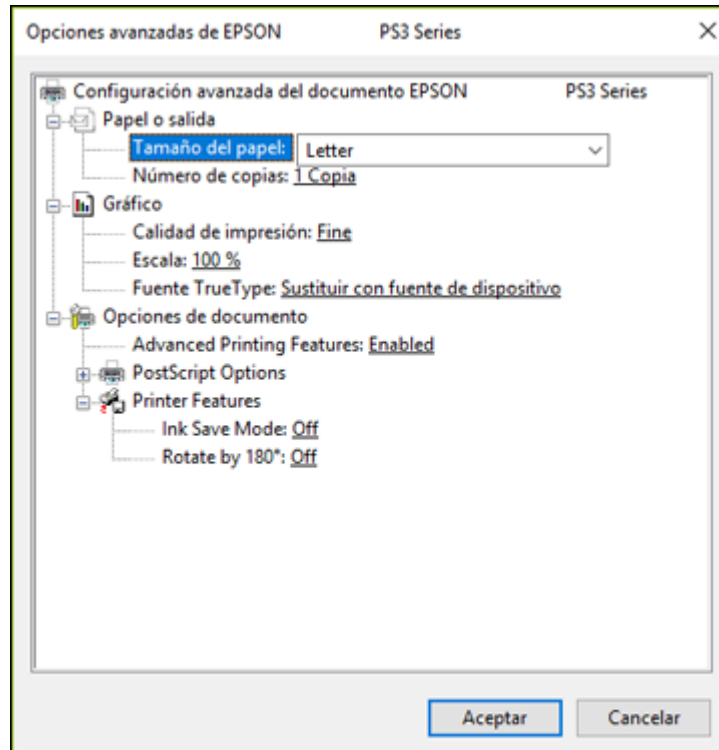 Opciones avanzadas de EPSON PS3 Series
Configuración avanzada del documento EPSON PS3 Series
Papel o salida
Tamaño del papel: Letter
Número de copias: 1 Copia
Gráfico
Calidad de impresión: Fine
Escala: 100 %
Fuente TrueType: Sustituir con fuente de dispositivo
Opciones de documento
Advanced Printing Features: Enabled
PostScript Options
Printer Features
Ink Save Mode: Off
Rotate by 180°: Off
Aceptar Cancelar